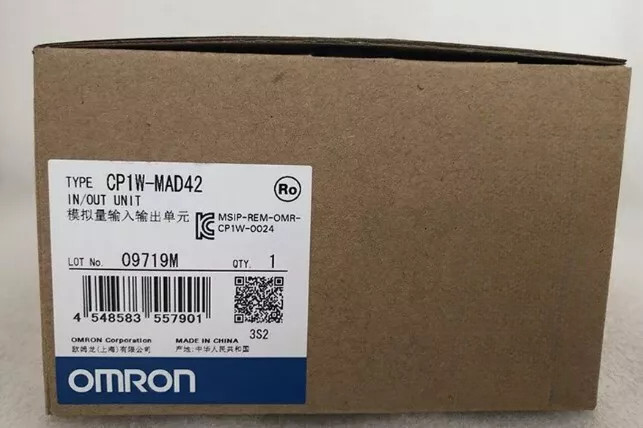 TYPE CP1W-MAD42
Ro
IN/OUT UNIT
模拟量输入输出单元
MSIP-REM-OMR-
CP1W-0024
LOT No. 09719M QTY. 1
4 548583 557901
3S2
OMRON Corporation MADE IN CHINA
欧姆龙(上海)有限公司 产地:中华人民共和国
OMRON